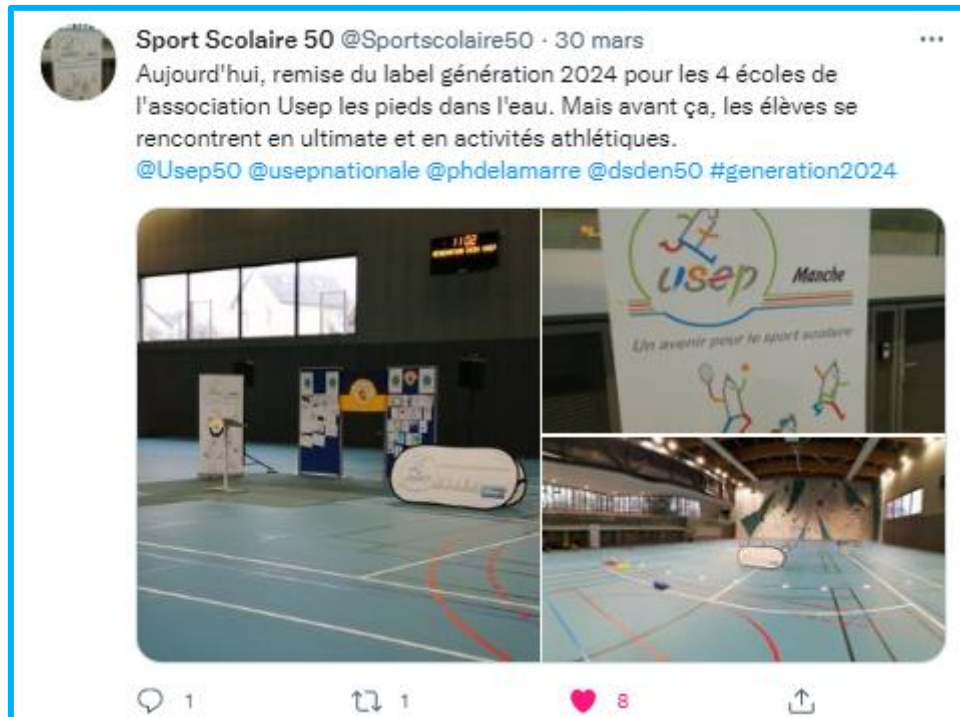 Sport Scolaire 50 @Sportscolaire50 · 30 mars
Aujourd'hui, remise du label génération 2024 pour les 4 écoles de
l'association Usep les pieds dans l'eau. Mais avant ça, les élèves se
rencontrent en ultimate et en activités athlétiques.
@Usep50 @usepnationale @phdelamarre @dsden50 #generation2024
11:02
usep
Manche
Un avenir pour le sport scolaire
1
1
8